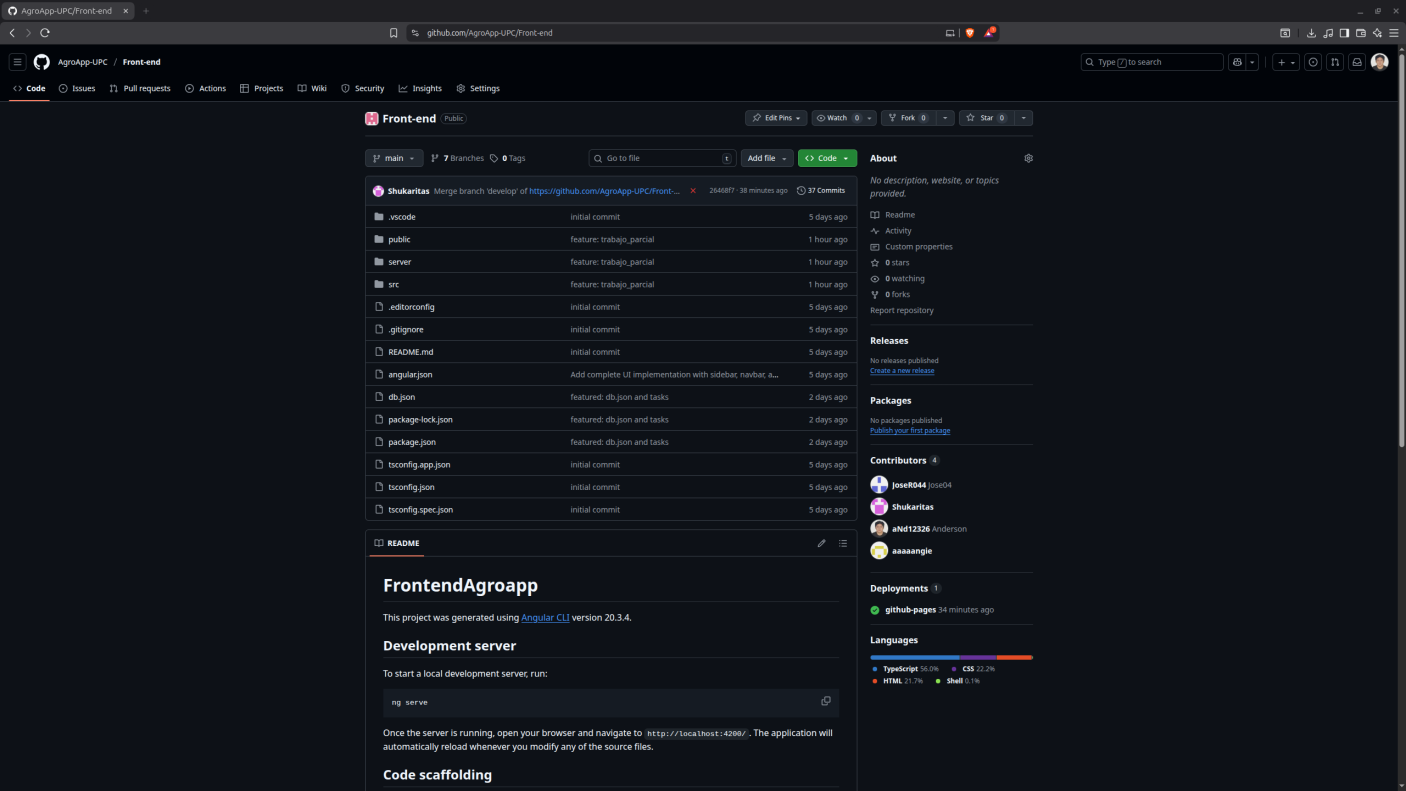 AgroApp-UPC/Front-end
github.com/AgroApp-UPC/Front-end
AgroApp-UPC / Front-end
Type / to search
Code Issues Pull requests Actions Projects Wiki Security Insights Settings
Front-end Public
Edit Pins Watch 0 Fork 0 Star 0
main 7 Branches 0 Tags Go to file t Add file Code
Shukaritas Merge branch 'develop' of https://github.com/AgroApp-UPC/Front-... 26468f7 · 38 minutes ago 37 Commits
.vscode initial commit 5 days ago
public feature: trabajo_parcial 1 hour ago
server feature: trabajo_parcial 1 hour ago
src feature: trabajo_parcial 1 hour ago
.editorconfig initial commit 5 days ago
.gitignore initial commit 5 days ago
README.md initial commit 5 days ago
angular.json Add complete UI implementation with sidebar, navbar, a... 5 days ago
db.json featured: db.json and tasks 2 days ago
package-lock.json featured: db.json and tasks 2 days ago
package.json featured: db.json and tasks 2 days ago
tsconfig.app.json initial commit 5 days ago
tsconfig.json initial commit 5 days ago
tsconfig.spec.json initial commit 5 days ago
README
FrontendAgroapp
This project was generated using Angular CLI version 20.3.4.
Development server
To start a local development server, run:
ng serve
Once the server is running, open your browser and navigate to http://localhost:4200/. The application will
automatically reload whenever you modify any of the source files.
Code scaffolding
About
No description, website, or topics
provided.
Readme
Activity
Custom properties
0 stars
0 watching
0 forks
Report repository
Releases
No releases published
Create a new release
Packages
No packages published
Publish your first package
Contributors 4
JoseR044 Jose04
Shukaritas
aNd12326 Anderson
aaaaangie
Deployments 1
github-pages 34 minutes ago
Languages
TypeScript 56.0% CSS 22.2%
HTML 21.7% Shell 0.1%